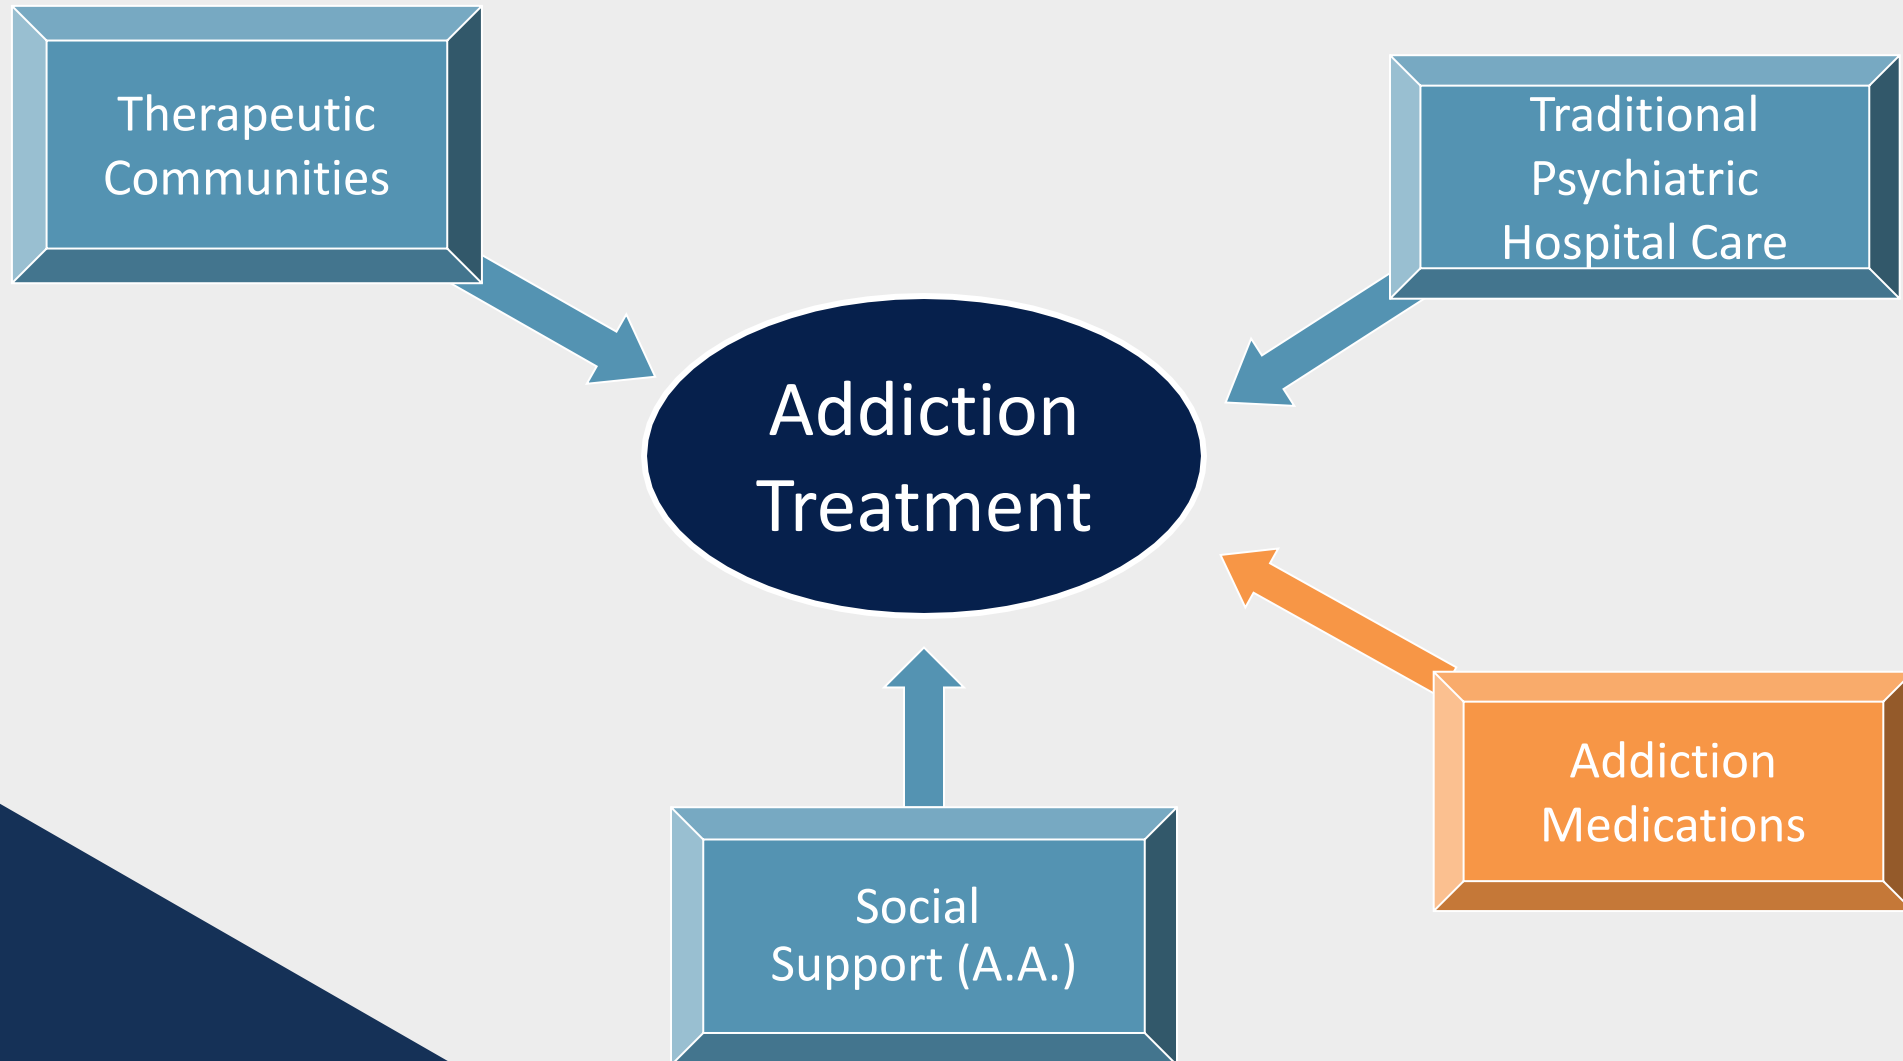 Therapeutic
Communities
Traditional
Psychiatric
Hospital Care
Addiction
Treatment
Addiction
Medications
Social
Support (A.A.)